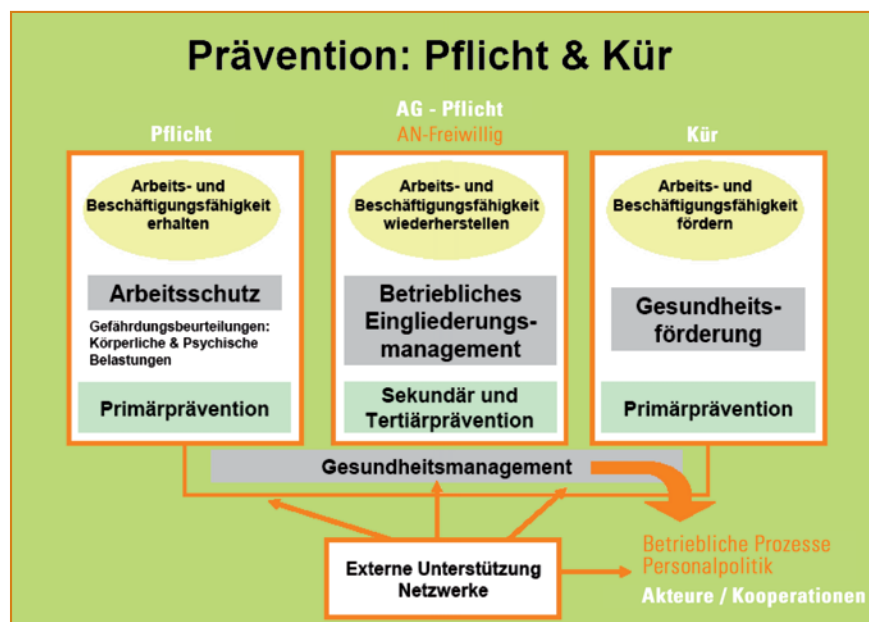 Prävention: Pflicht & Kür
Pflicht
Arbeits- und
Beschäftigungsfähigkeit
erhalten
Arbeitsschutz
Gefährdungsbeurteilungen:
Körperliche & Psychische
Belastungen
Primärprävention
AG - Pflicht
AN-Freiwillig
Arbeits- und
Beschäftigungsfähigkeit
wiederherstellen
Betriebliches
Eingliederungs-
management
Sekundär und
Tertiärprävention
Kür
Arbeits- und
Beschäftigungsfähigkeit
fördern
Gesundheits-
förderung
Primärprävention
Gesundheitsmanagement
Externe Unterstützung
Netzwerke
Betriebliche Prozesse
Personalpolitik
Akteure / Kooperationen